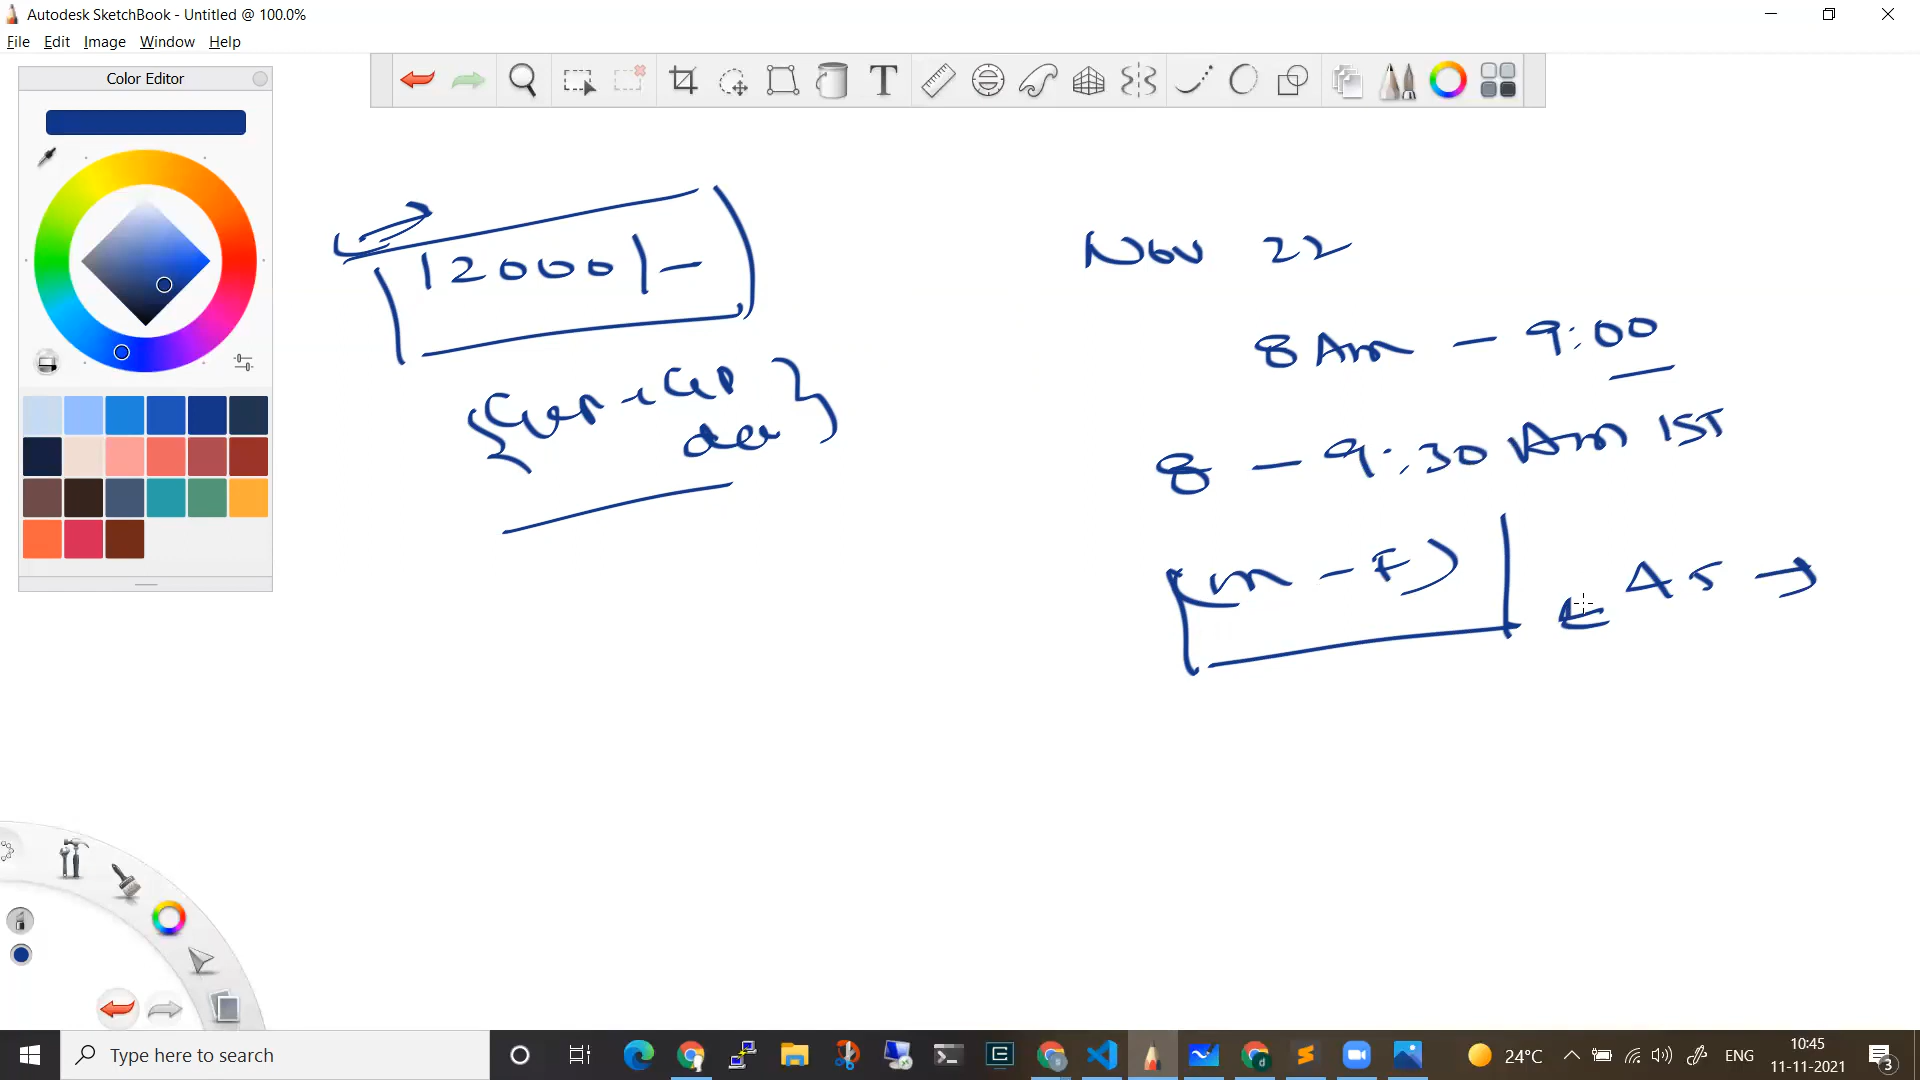 Autodesk SketchBook - Untitled @ 100.0%
File Edit Image Window Help
Color Editor
T
12000/-
Nov 22
8 Am - 9:00
8 - 9:30 Am IST
(m - F)
45 →
Type here to search
24°C
ENG
10:45
11-11-2021
3